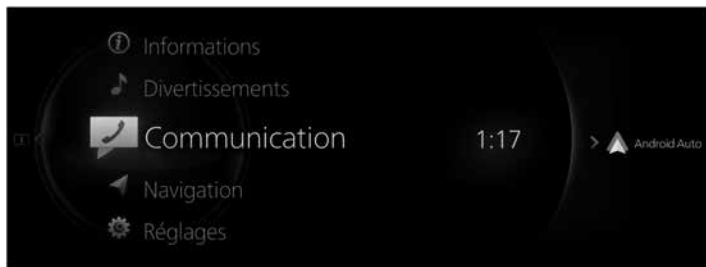 Informations
Divertissements
Communication
1:17
Android Auto
Navigation
Réglages